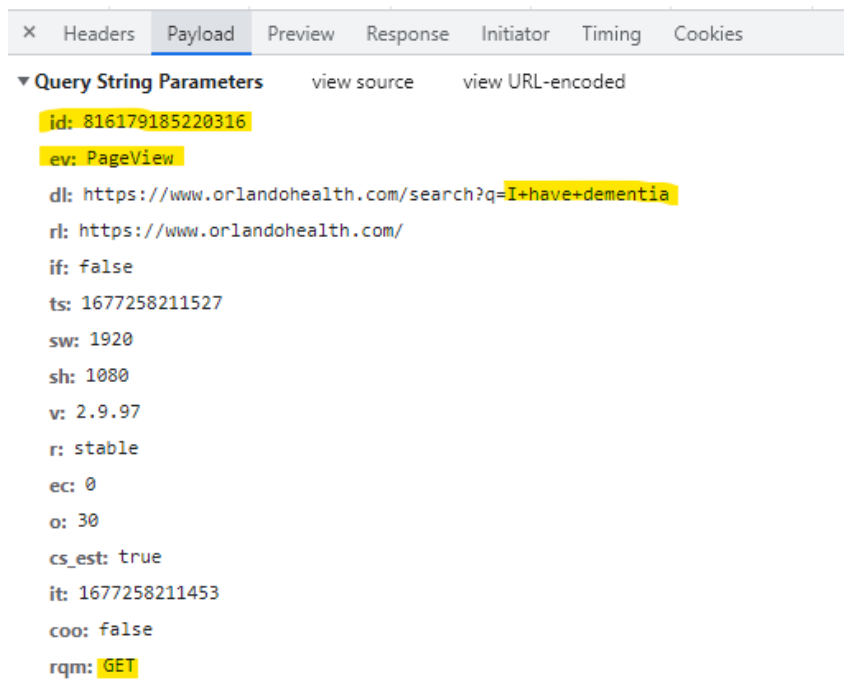 × Headers Payload Preview Response Initiator Timing Cookies
▼ Query String Parameters view source view URL-encoded
id: 816179185220316
ev: PageView
dl: https://www.orlandohealth.com/search?q=I+have+dementia
rl: https://www.orlandohealth.com/
if: false
ts: 1677258211527
sw: 1920
sh: 1080
v: 2.9.97
r: stable
ec: 0
o: 30
cs_est: true
it: 1677258211453
coo: false
rqm: GET